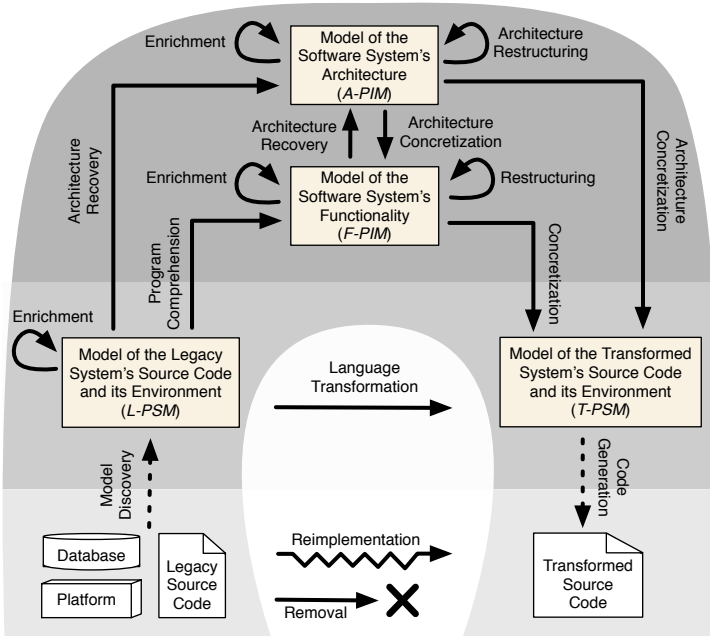 Enrichment
Model of the
Software System's
Architecture
(A-PIM)
Architecture
Restructuring
Architecture
Recovery
Architecture
Recovery
Architecture
Concretization
Architecture
Concretization
Enrichment
Model of the
Software System's
Functionality
(F-PIM)
Restructuring
Program
Comprehension
Concretization
Enrichment
Model of the Legacy
System's Source Code
and its Environment
(L-PSM)
Language
Transformation
Model of the Transformed
System's Source Code
and its Environment
(T-PSM)
Model
Discovery
Code
Generation
Database
Platform
Legacy
Source
Code
Reimplementation
Removal
Transformed
Source
Code